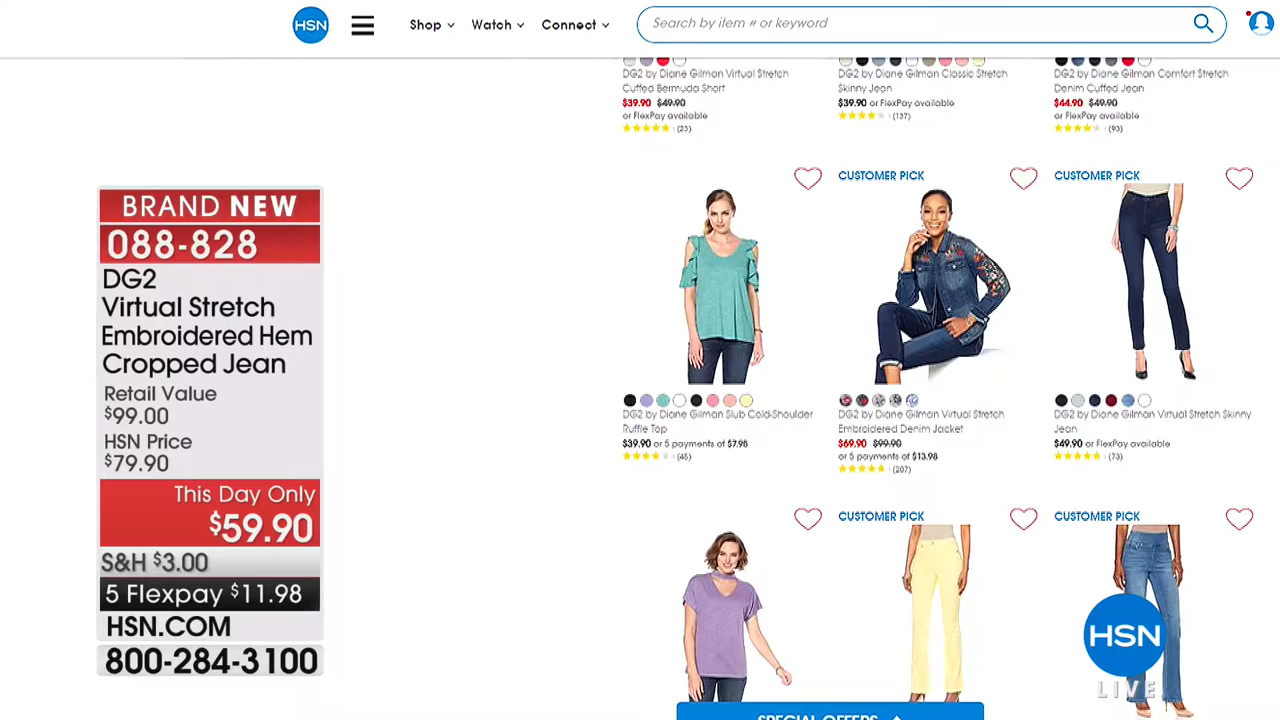 HSN
Shop
Watch
Connect
Search by item # or keyword
DG2 by Diane Gilman Virtual Stretch
Cuffed Bermuda Short
$39.90 $49.90
or FlexPay available
(23)
DG2 by Diane Gilman Classic Stretch
Skinny Jean
$39.90 or FlexPay available
(137)
DG2 by Diane Gilman Comfort Stretch
Denim Cuffed Jean
$44.90 $49.90
or FlexPay available
(93)
BRAND NEW
088-828
DG2
Virtual Stretch
Embroidered Hem
Cropped Jean
Retail Value
$99.00
HSN Price
$79.90
This Day Only
$59.90
S&H $3.00
5 Flexpay $11.98
HSN.COM
800-284-3100
DG2 by Diane Gilman Slub Cold-Shoulder
Ruffle Top
$39.90 or 5 payments of $7.98
(45)
CUSTOMER PICK
DG2 by Diane Gilman Virtual Stretch
Embroidered Denim Jacket
$69.90 $99.90
or 5 payments of $13.98
(207)
CUSTOMER PICK
DG2 by Diane Gilman Virtual Stretch Skinny
Jean
$49.90 or FlexPay available
(73)
CUSTOMER PICK
CUSTOMER PICK
HSN
LIVE
SPECIAL OFFERS